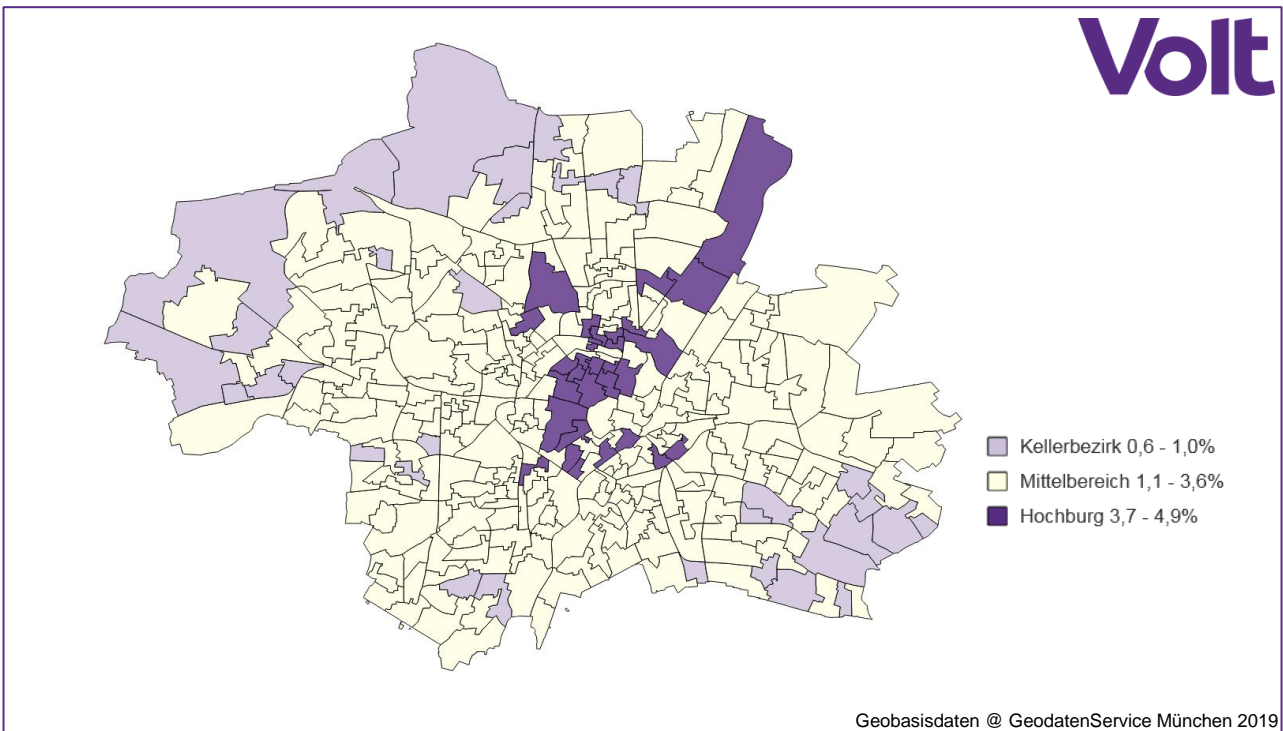 Volt
Kellerbezirk 0,6 - 1,0%
Mittelbereich 1,1 - 3,6%
Hochburg 3,7 - 4,9%
Geobasisdaten @ GeodatenService München 2019